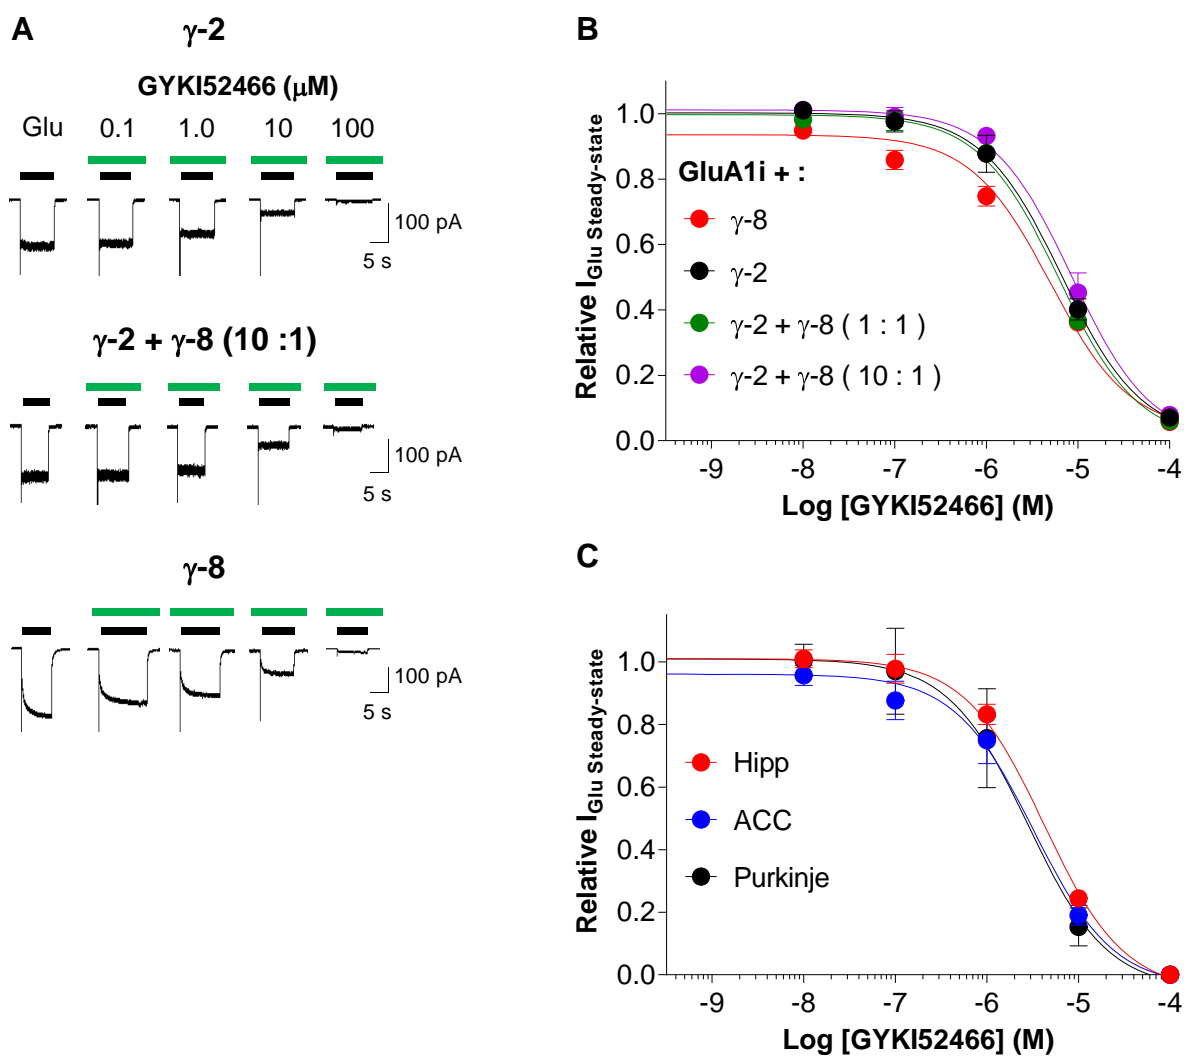 A
γ-2
GYKI52466 (μM)
Glu 0.1 1.0 10 100
100 pA
5 s
γ-2 + γ-8 (10 :1)
100 pA
5 s
γ-8
100 pA
5 s
B
Relative I Glu Steady-state
1.0
0.8
0.6
0.4
0.2
0.0
GluA1i + :
γ-8
γ-2
γ-2 + γ-8 ( 1 : 1 )
γ-2 + γ-8 ( 10 : 1 )
-9 -8 -7 -6 -5 -4
Log [GYKI52466] (M)
C
Relative I Glu Steady-state
1.0
0.8
0.6
0.4
0.2
0.0
Hipp
ACC
Purkinje
-9 -8 -7 -6 -5 -4
Log [GYKI52466] (M)